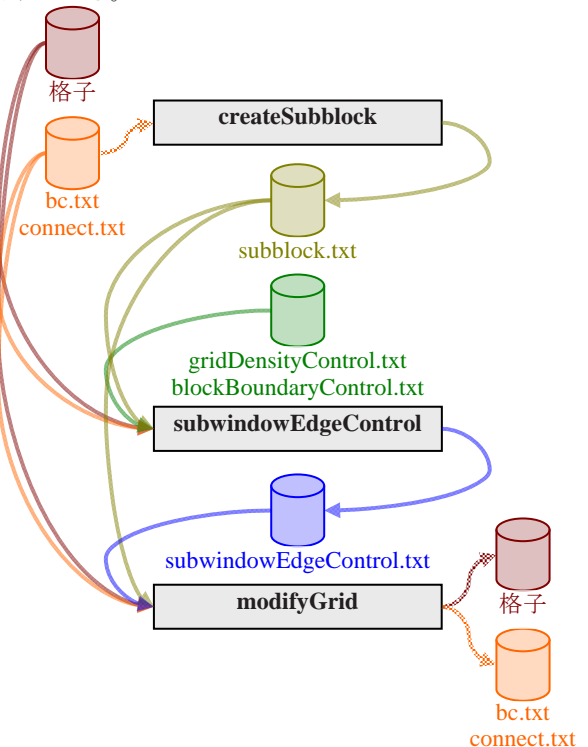 格子
createSubblock
bc.txt
connect.txt
subblock.txt
gridDensityControl.txt
blockBoundaryControl.txt
subwindowEdgeControl
subwindowEdgeControl.txt
modifyGrid
格子
bc.txt
connect.txt